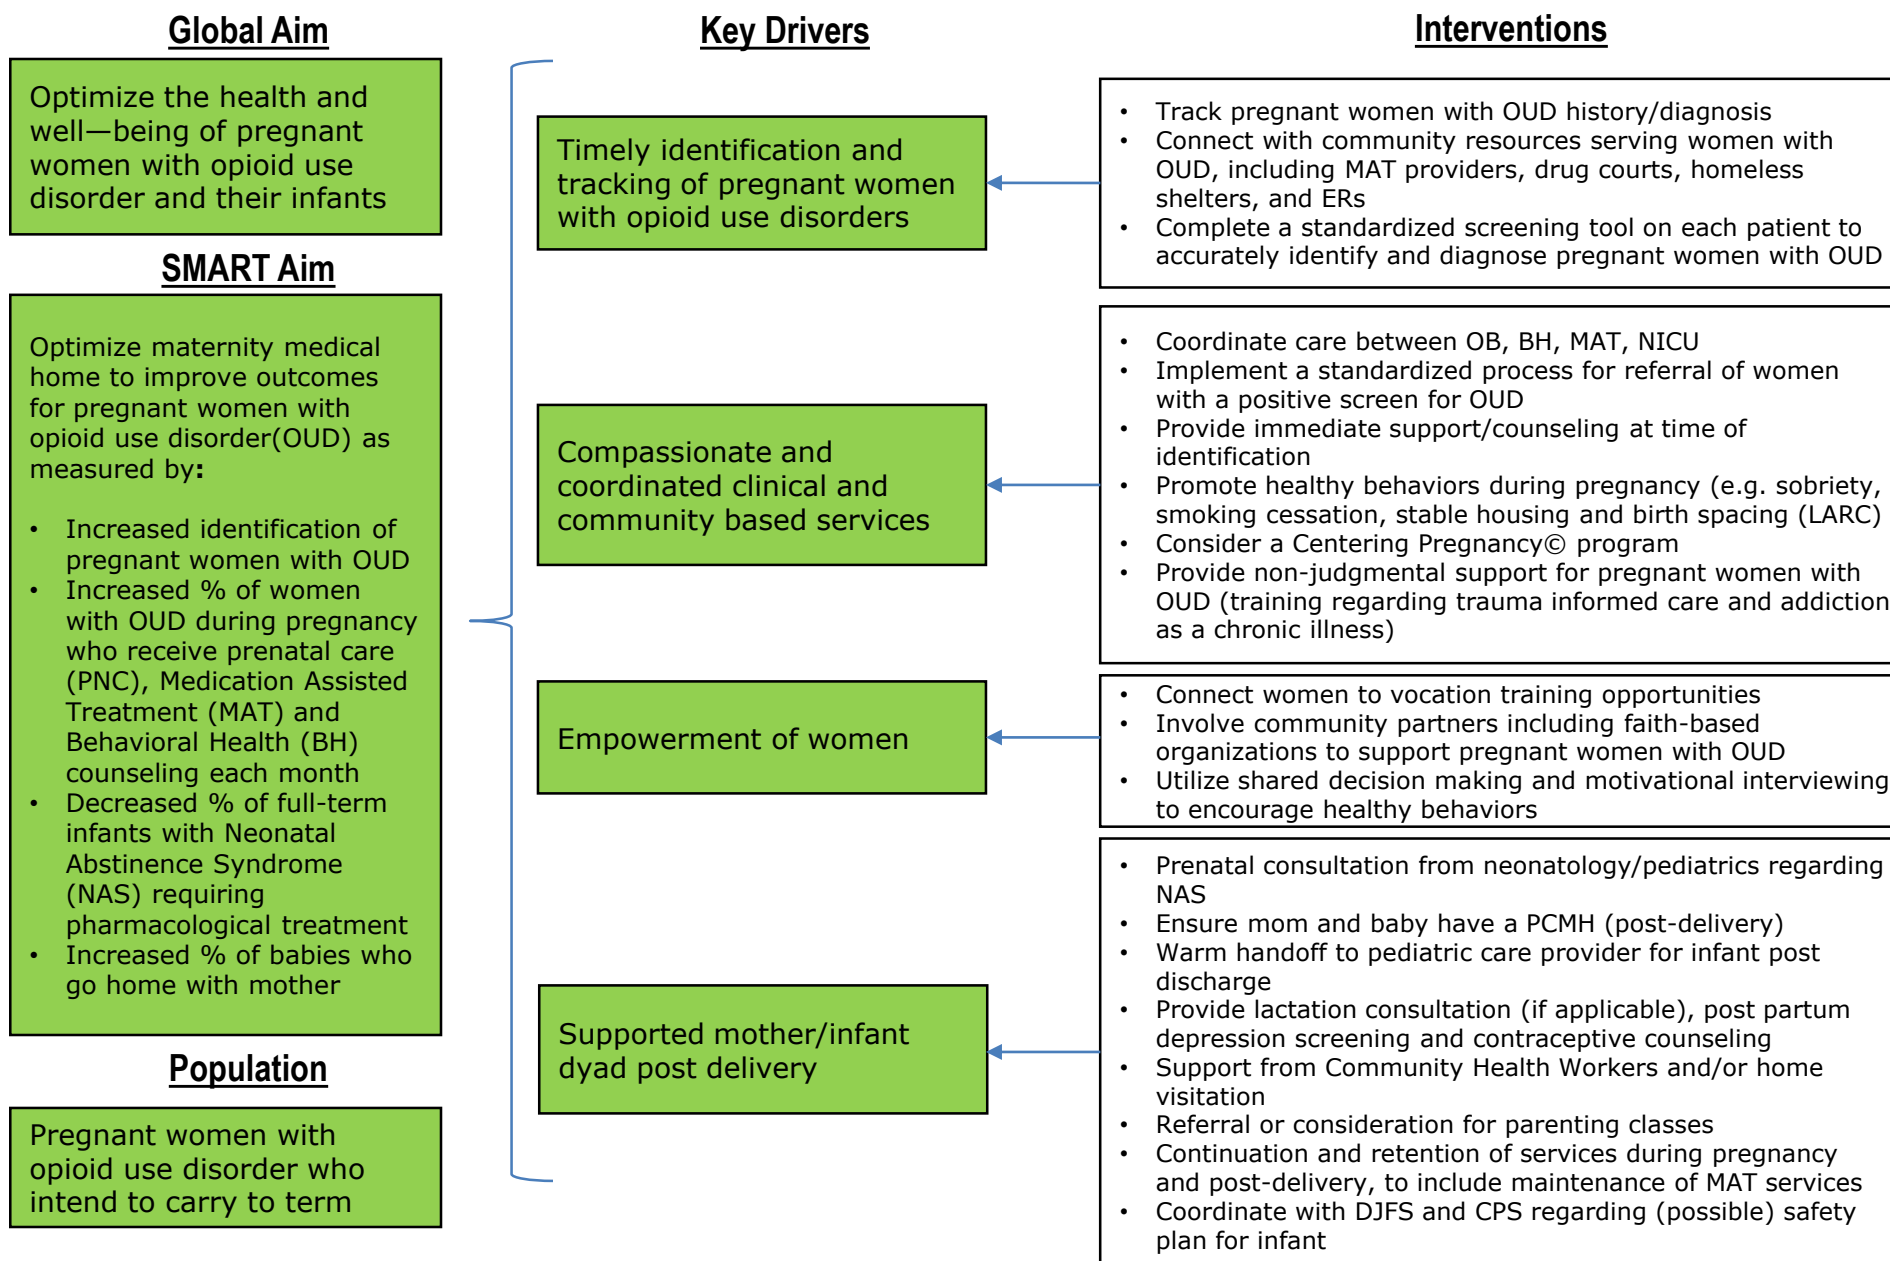 Global Aim
Optimize the health and
well—being of pregnant
women with opioid use
disorder and their infants
SMART Aim
Optimize maternity medical
home to improve outcomes
for pregnant women with
opioid use disorder(OUD) as
measured by:
• Increased identification of
pregnant women with OUD
• Increased % of women
with OUD during pregnancy
who receive prenatal care
(PNC), Medication Assisted
Treatment (MAT) and
Behavioral Health (BH)
counseling each month
• Decreased % of full-term
infants with Neonatal
Abstinence Syndrome
(NAS) requiring
pharmacological treatment
• Increased % of babies who
go home with mother
Population
Pregnant women with
opioid use disorder who
intend to carry to term
Key Drivers
Timely identification and
tracking of pregnant women
with opioid use disorders
Compassionate and
coordinated clinical and
community based services
Empowerment of women
Supported mother/infant
dyad post delivery
Interventions
• Track pregnant women with OUD history/diagnosis
• Connect with community resources serving women with
OUD, including MAT providers, drug courts, homeless
shelters, and ERs
• Complete a standardized screening tool on each patient to
accurately identify and diagnose pregnant women with OUD
• Coordinate care between OB, BH, MAT, NICU
• Implement a standardized process for referral of women
with a positive screen for OUD
• Provide immediate support/counseling at time of
identification
• Promote healthy behaviors during pregnancy (e.g. sobriety,
smoking cessation, stable housing and birth spacing (LARC)
• Consider a Centering Pregnancy© program
• Provide non-judgmental support for pregnant women with
OUD (training regarding trauma informed care and addiction
as a chronic illness)
• Connect women to vocation training opportunities
• Involve community partners including faith-based
organizations to support pregnant women with OUD
• Utilize shared decision making and motivational interviewing
to encourage healthy behaviors
• Prenatal consultation from neonatology/pediatrics regarding
NAS
• Ensure mom and baby have a PCMH (post-delivery)
• Warm handoff to pediatric care provider for infant post
discharge
• Provide lactation consultation (if applicable), post partum
depression screening and contraceptive counseling
• Support from Community Health Workers and/or home
visitation
• Referral or consideration for parenting classes
• Continuation and retention of services during pregnancy
and post-delivery, to include maintenance of MAT services
• Coordinate with DJFS and CPS regarding (possible) safety
plan for infant